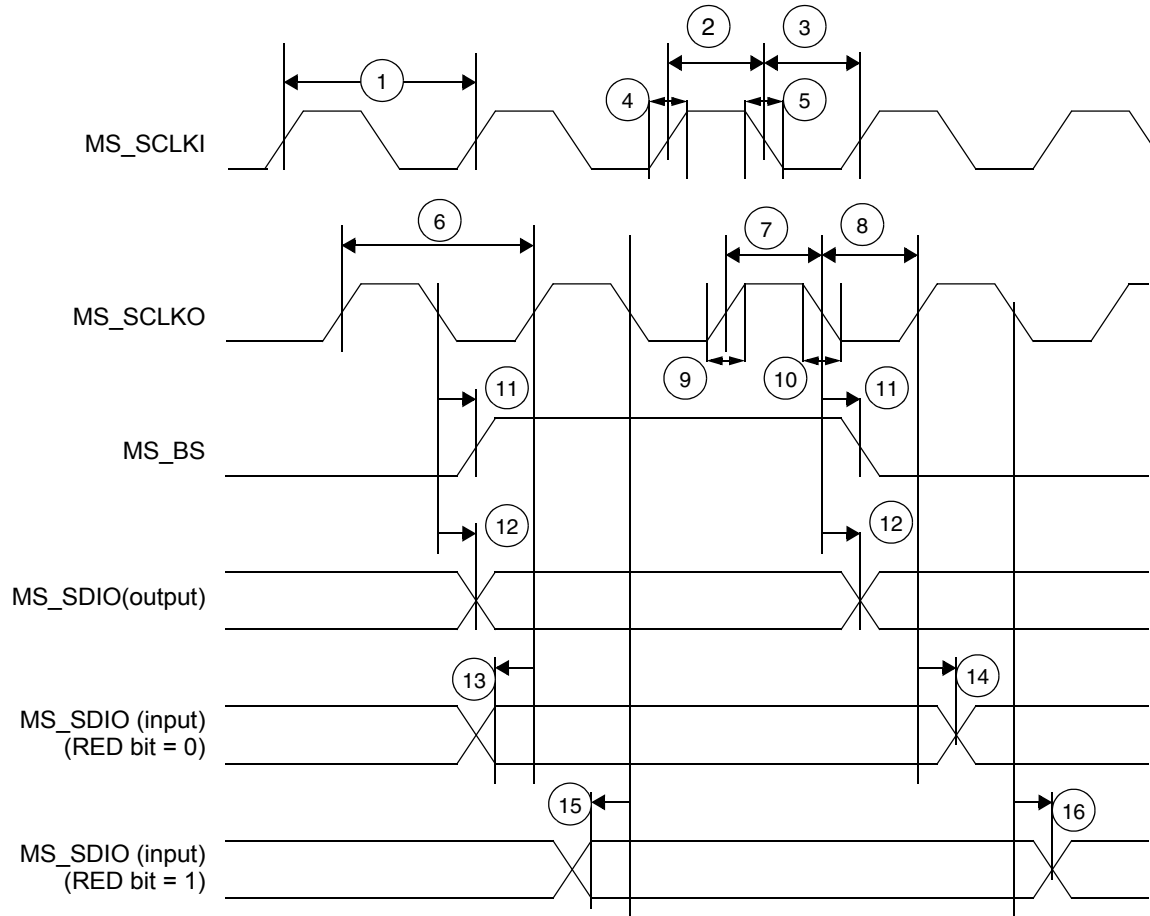 2
3
1
4
5
MS_SCLKI
6
7
8
MS_SCLKO
9
10
11
11
MS_BS
12
12
MS_SDIO(output)
13
14
MS_SDIO (input)
(RED bit = 0)
15
16
MS_SDIO (input)
(RED bit = 1)